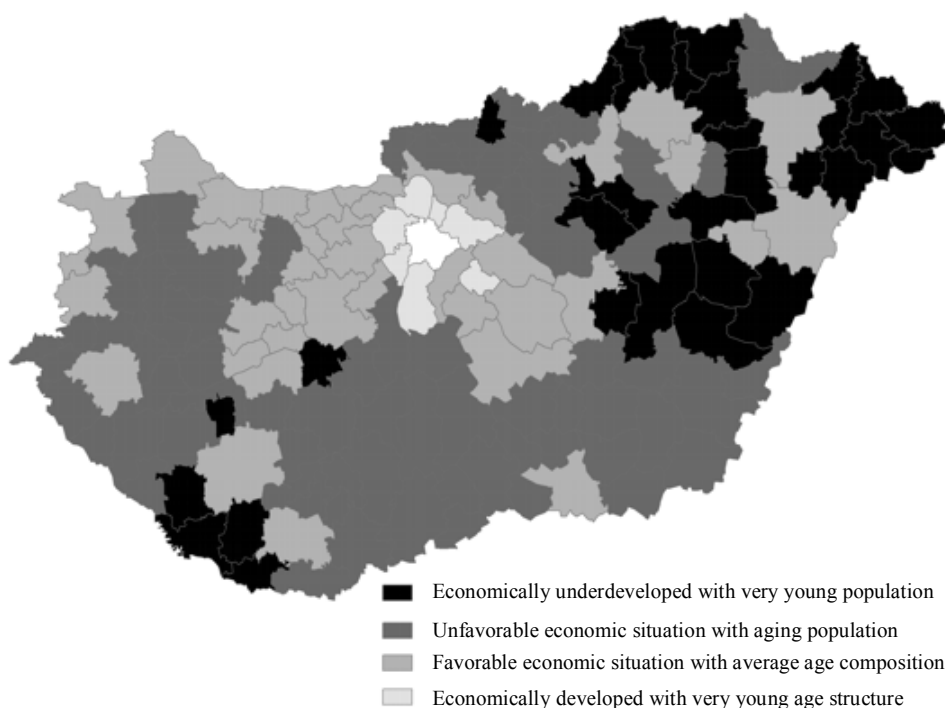 Economically underdeveloped with very young population
Unfavorable economic situation with aging population
Favorable economic situation with average age composition
Economically developed with very young age structure